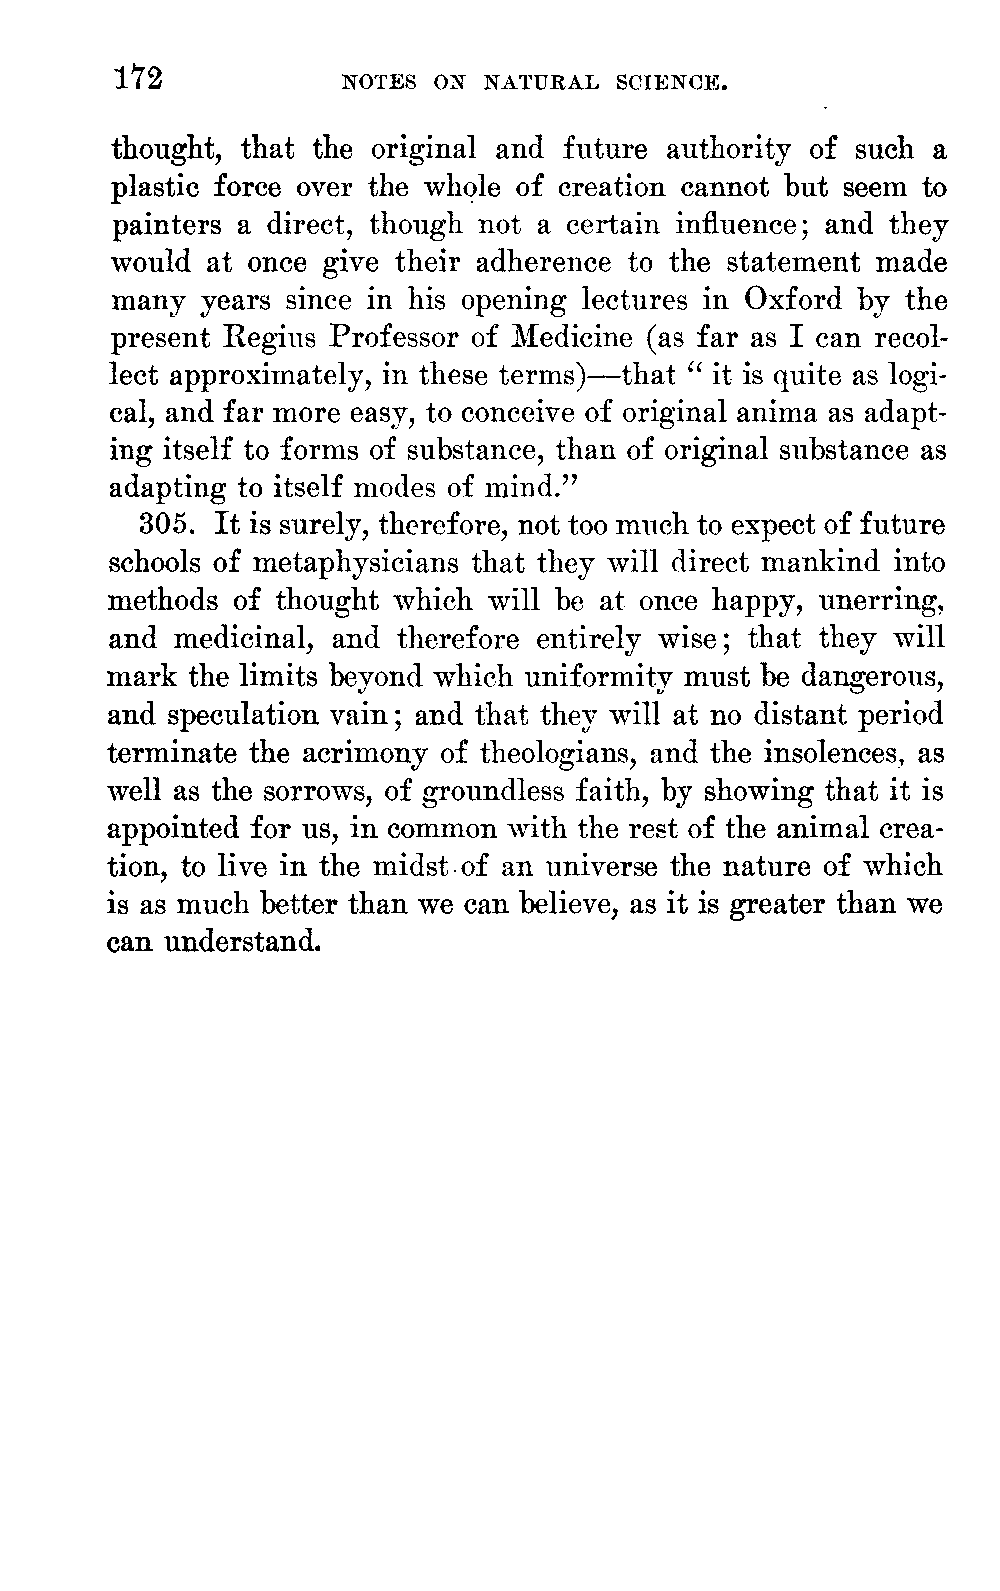 172 NOTES ON NATURAL SCIENCE.
thought, that the original and future authority of such a
plastic force over the whole of creation cannot but seem to
painters a direct, though not a certain influence; and they
would at once give their adherence to the statement made
many years since in his opening lectures in Oxford by the
present Regius Professor of Medicine (as far as I can recol-
lect approximately, in these terms)—that “ it is quite as logi-
cal, and far more easy, to conceive of original anima as adapt-
ing itself to forms of substance, than of original substance as
adapting to itself modes of mind.”
305. It is surely, therefore, not too much to expect of future
schools of metaphysicians that they will direct mankind into
methods of thought which will be at once happy, unerring,
and medicinal, and therefore entirely wise; that they will
mark the limits beyond which uniformity must be dangerous,
and speculation vain; and that they will at no distant period
terminate the acrimony of theologians, and the insolences, as
well as the sorrows, of groundless faith, by showing that it is
appointed for us, in common with the rest of the animal crea-
tion, to live in the midst of an universe the nature of which
is as much better than we can believe, as it is greater than we
can understand.